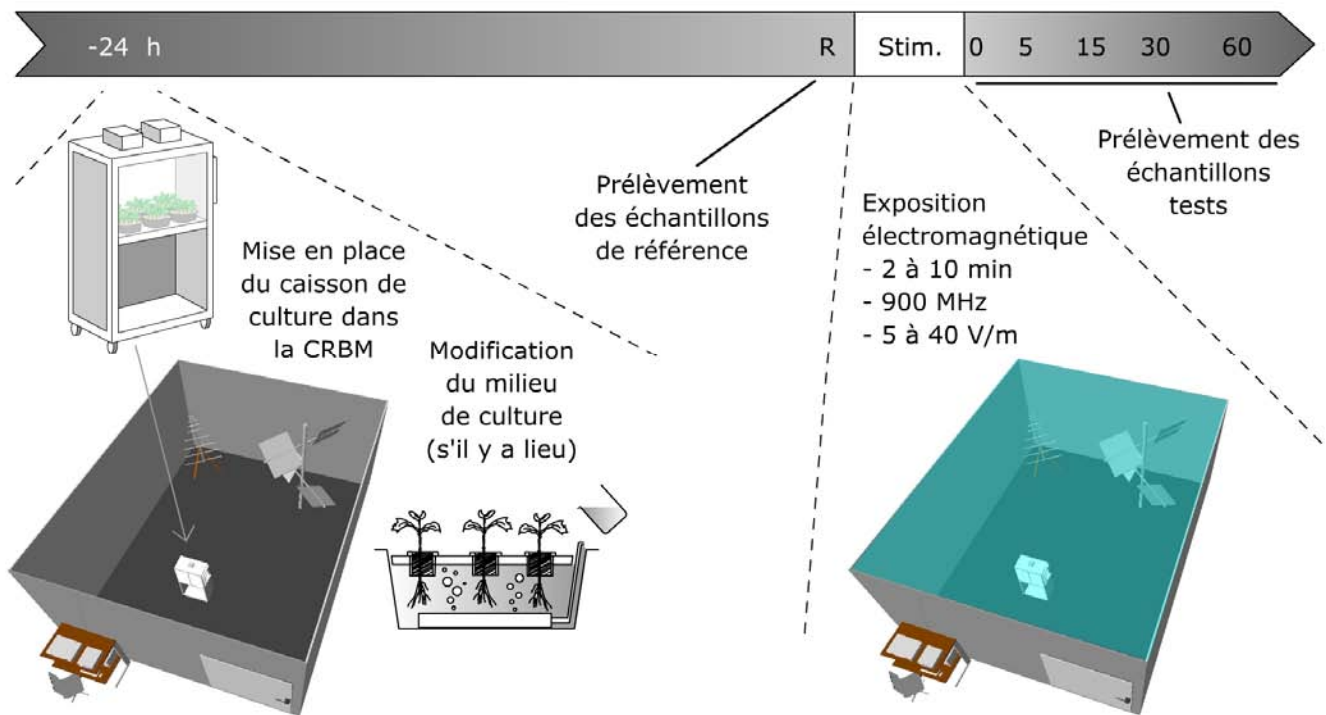 -24 h
R
Stim.
0 5 15 30 60
Prélèvement
des échantillons
de référence
Prélèvement des
échantillons
tests
Mise en place
du caisson de
culture dans
la CRBM
Modification
du milieu
de culture
(s'il y a lieu)
Exposition
électromagnétique
- 2 à 10 min
- 900 MHz
- 5 à 40 V/m